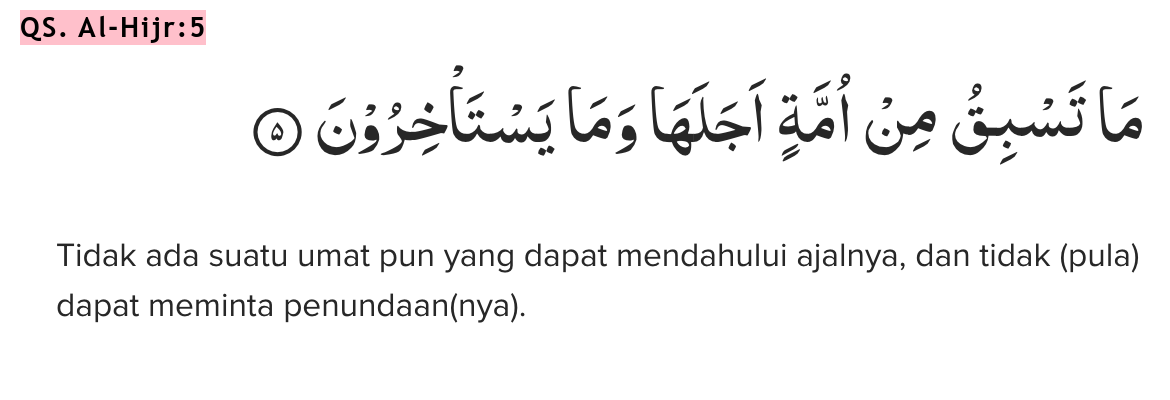 QS. Al-Hijr:5
مَا تَسْبِقُ مِنْ اُمَّةٍ اَجَلَهَا وَمَا يَسْتَأْخِرُوْنَ ۝٥
Tidak ada suatu umat pun yang dapat mendahului ajalnya, dan tidak (pula)
dapat meminta penundaan(nya).